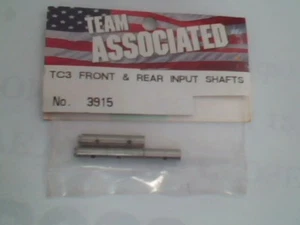 TEAM
ASSOCIATED
TC3 FRONT & REAR INPUT SHAFTS
No. 3915